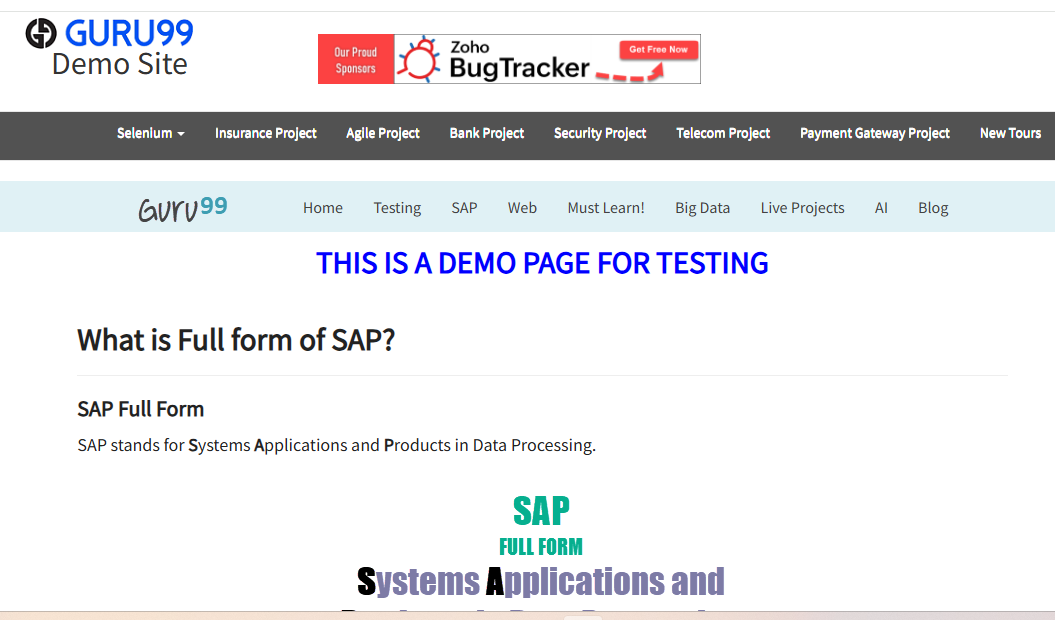 GURU99
Demo Site
Our Proud
Sponsors
Zoho
BugTracker
Get Free Now
Selenium Insurance Project Agile Project Bank Project Security Project Telecom Project Payment Gateway Project New Tours
Guru99 Home Testing SAP Web Must Learn! Big Data Live Projects AI Blog
THIS IS A DEMO PAGE FOR TESTING
What is Full form of SAP?
SAP Full Form
SAP stands for Systems Applications and Products in Data Processing.
SAP
FULL FORM
Systems Applications and